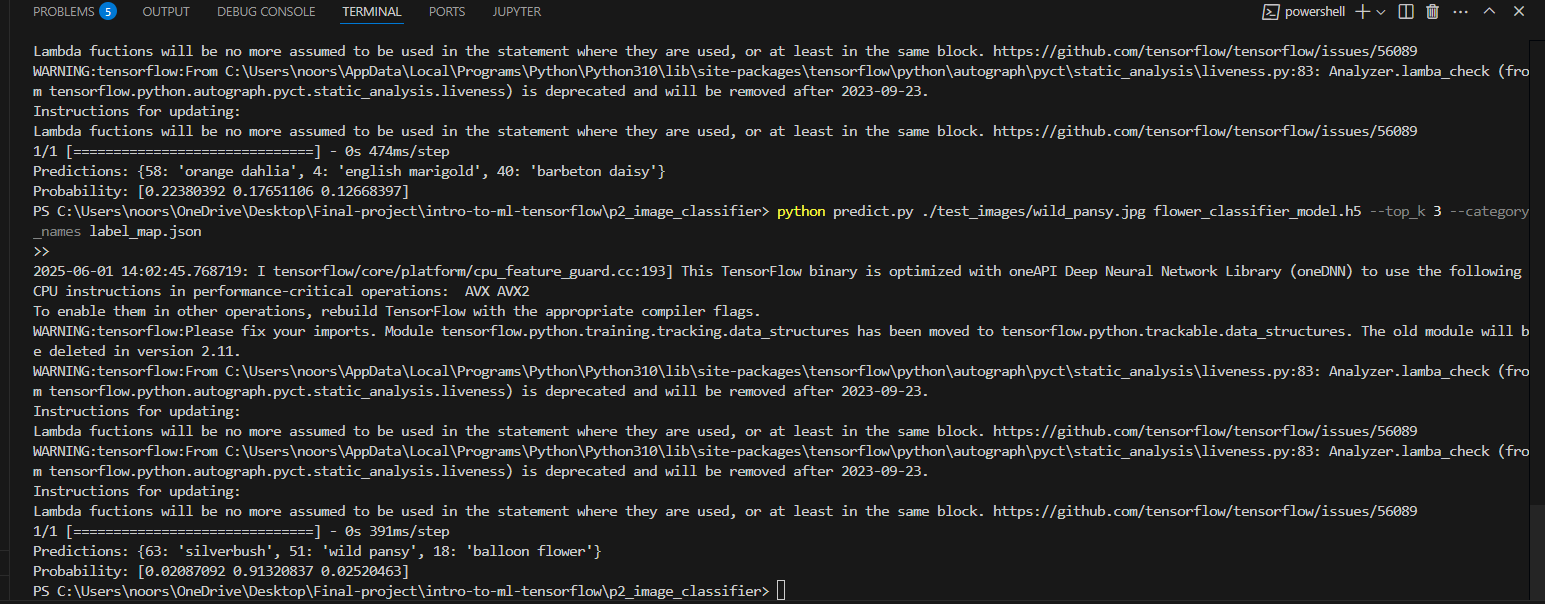 PROBLEMS 5 OUTPUT DEBUG CONSOLE TERMINAL PORTS JUPYTER powershell
Lambda fuctions will be no more assumed to be used in the statement where they are used, or at least in the same block. https://github.com/tensorflow/tensorflow/issues/56089
WARNING:tensorflow:From C:\Users\noors\AppData\Local\Programs\Python\Python310\lib\site-packages\tensorflow\python\autograph\pyct\static_analysis\liveness.py:83: Analyzer.lamba_check (fro
m tensorflow.python.autograph.pyct.static_analysis.liveness) is deprecated and will be removed after 2023-09-23.
Instructions for updating:
Lambda fuctions will be no more assumed to be used in the statement where they are used, or at least in the same block. https://github.com/tensorflow/tensorflow/issues/56089
1/1 [==============================] - 0s 474ms/step
Predictions: {58: 'orange dahlia', 4: 'english marigold', 40: 'barbeton daisy'}
Probability: [0.22380392 0.17651106 0.12668397]
PS C:\Users\noors\OneDrive\Desktop\Final-project\intro-to-ml-tensorflow\p2_image_classifier> python predict.py ./test_images/wild_pansy.jpg flower_classifier_model.h5 --top_k 3 --category
_names label_map.json
>>
2025-06-01 14:02:45.768719: I tensorflow/core/platform/cpu_feature_guard.cc:193] This TensorFlow binary is optimized with oneAPI Deep Neural Network Library (oneDNN) to use the following
CPU instructions in performance-critical operations:  AVX AVX2
To enable them in other operations, rebuild TensorFlow with the appropriate compiler flags.
WARNING:tensorflow:Please fix your imports. Module tensorflow.python.training.tracking.data_structures has been moved to tensorflow.python.trackable.data_structures. The old module will b
e deleted in version 2.11.
WARNING:tensorflow:From C:\Users\noors\AppData\Local\Programs\Python\Python310\lib\site-packages\tensorflow\python\autograph\pyct\static_analysis\liveness.py:83: Analyzer.lamba_check (fro
m tensorflow.python.autograph.pyct.static_analysis.liveness) is deprecated and will be removed after 2023-09-23.
Instructions for updating:
Lambda fuctions will be no more assumed to be used in the statement where they are used, or at least in the same block. https://github.com/tensorflow/tensorflow/issues/56089
WARNING:tensorflow:From C:\Users\noors\AppData\Local\Programs\Python\Python310\lib\site-packages\tensorflow\python\autograph\pyct\static_analysis\liveness.py:83: Analyzer.lamba_check (fro
m tensorflow.python.autograph.pyct.static_analysis.liveness) is deprecated and will be removed after 2023-09-23.
Instructions for updating:
Lambda fuctions will be no more assumed to be used in the statement where they are used, or at least in the same block. https://github.com/tensorflow/tensorflow/issues/56089
1/1 [==============================] - 0s 391ms/step
Predictions: {63: 'silverbush', 51: 'wild pansy', 18: 'balloon flower'}
Probability: [0.02087092 0.91320837 0.02520463]
PS C:\Users\noors\OneDrive\Desktop\Final-project\intro-to-ml-tensorflow\p2_image_classifier>